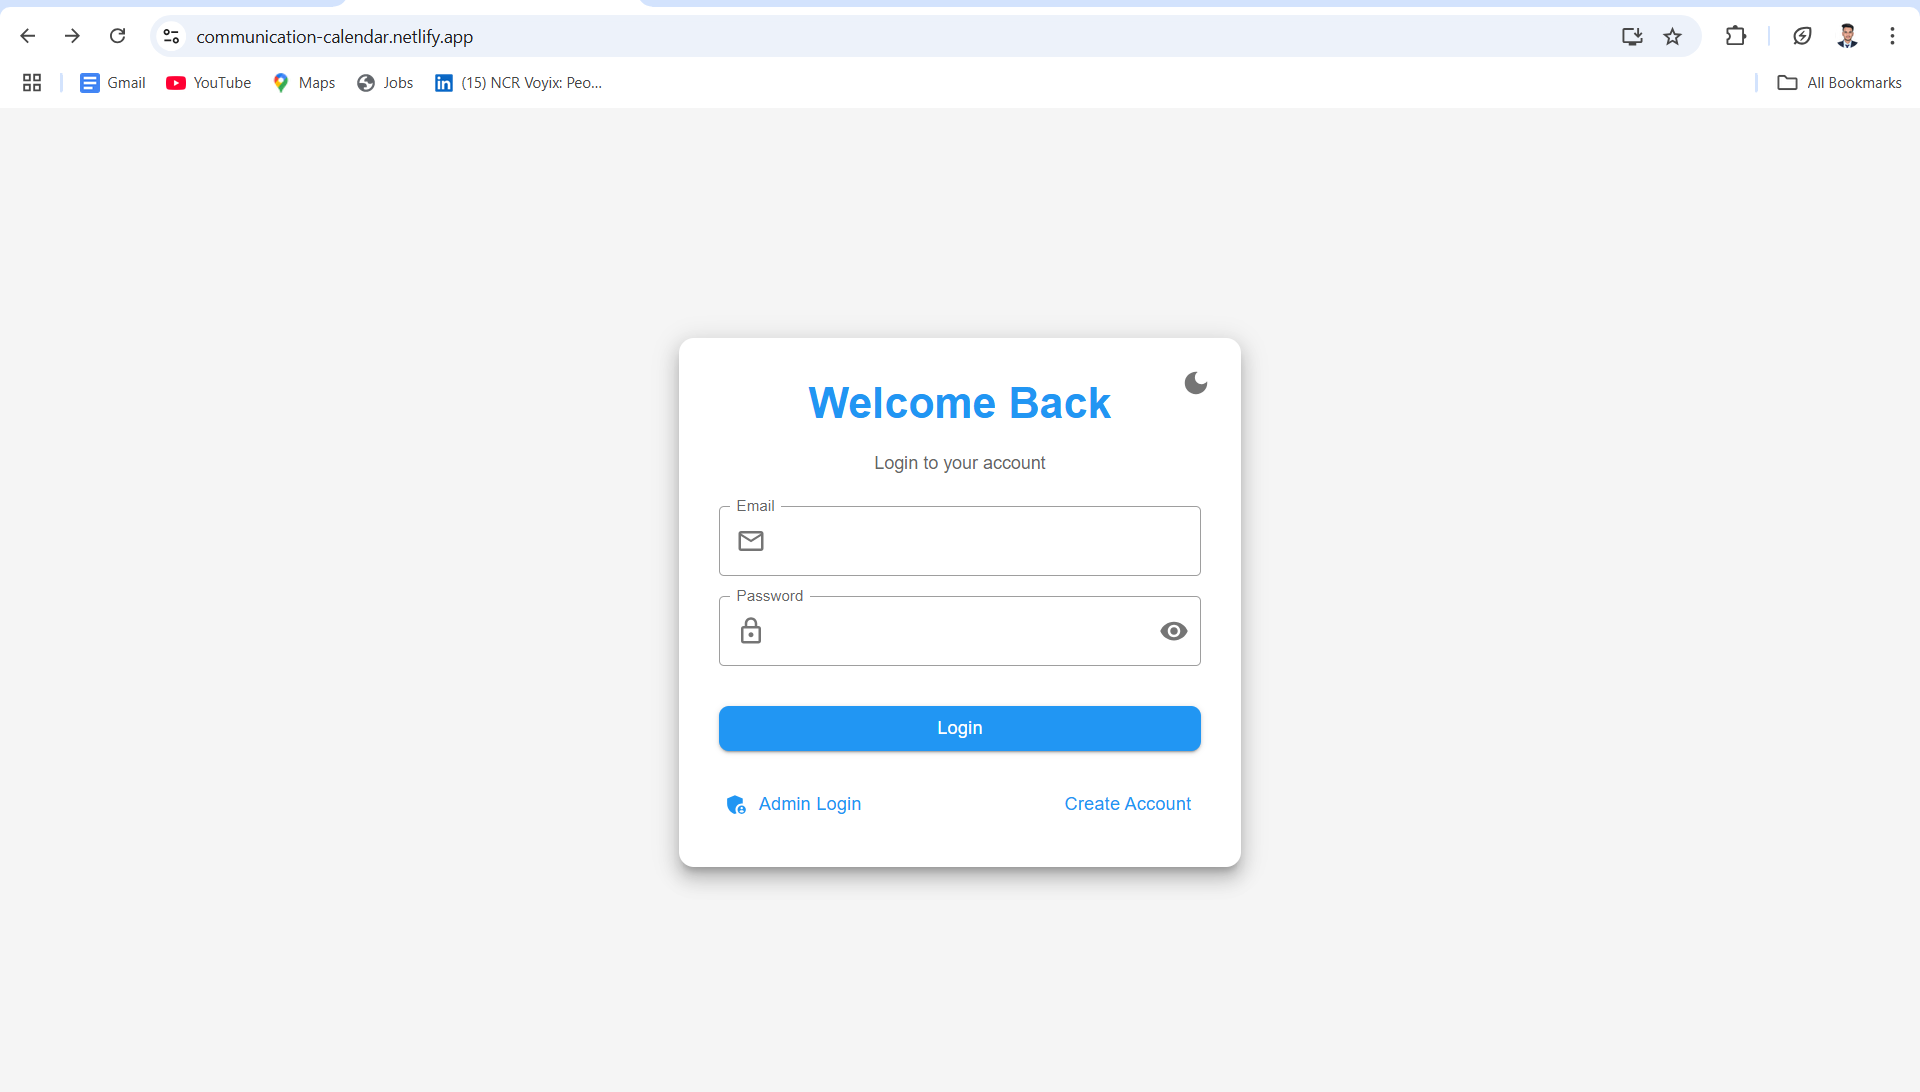 communication-calendar.netlify.app
Gmail
YouTube
Maps
Jobs
in (15) NCR Voyix: Peo...
All Bookmarks
Welcome Back
Login to your account
Email
Password
Login
Admin Login
Create Account